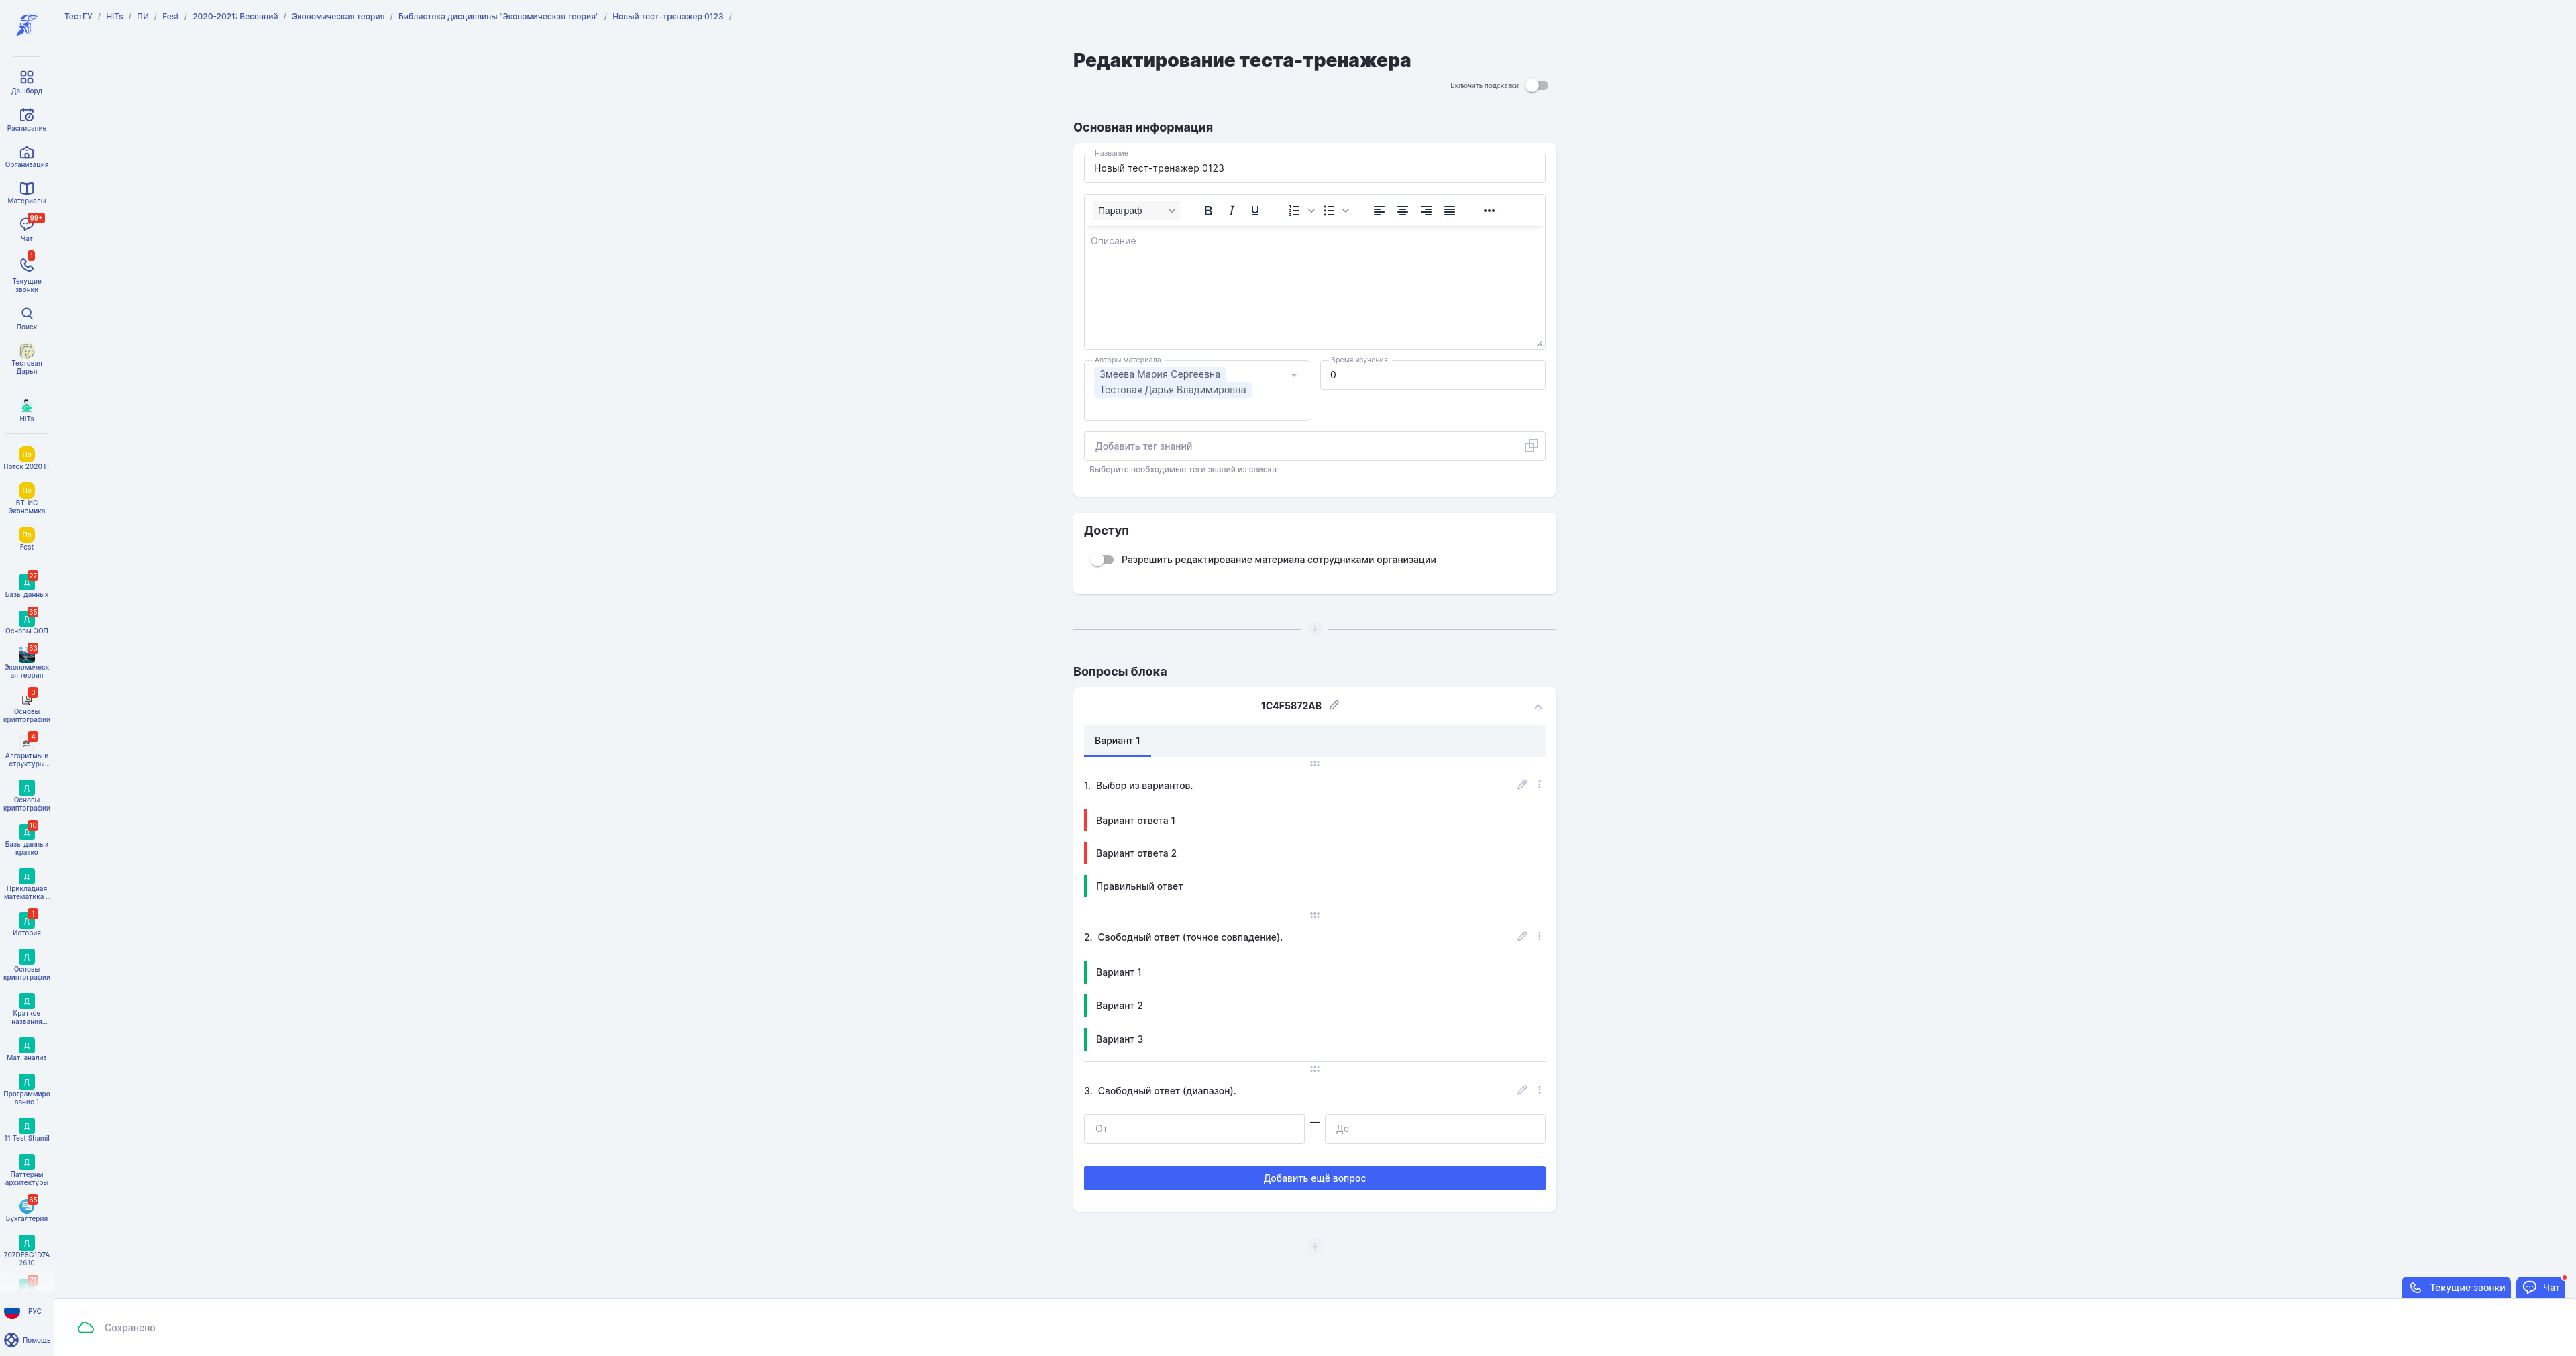 ТестГУ / HITs / ПИ / Fest / 2020-2021: Весенний / Экономическая теория / Библиотека дисциплины "Экономическая теория" / Новый тест-тренажер 0123 /
Дашборд
Расписание
Организация
Материалы
99+
Чат
1
Текущие
звонки
Поиск
Тестовая
Дарья
HITs
По
Поток 2020 IT
По
ВТ-ИС
Экономика
По
Fest
Д
27
Базы данных
Д
35
Основы ООП
33
Экономическ
ая теория
3
Основы
криптографии
4
Алгоритмы и
структуры...
Д
Основы
криптографии
Д
10
Базы данных
кратко
Д
Прикладная
математика ...
Д
1
История
Д
Основы
криптографии
Д
Краткое
названия...
Д
Мат. анализ
Д
Программиро
вание 1
Д
11 Test Shamil
Д
Паттерны
архитектуры
65
Бухгалтерия
Д
707DE8G1D7A
2610
21
РУС
Помощь
Редактирование теста-тренажера
Включить подсказки
Основная информация
Название
Новый тест-тренажер 0123
Параграф
B I U
Описание
Авторы материала
Змеева Мария Сергеевна
Тестовая Дарья Владимировна
Время изучения
0
Добавить тег знаний
Выберите необходимые теги знаний из списка
Доступ
Разрешить редактирование материала сотрудниками организации
Вопросы блока
1C4F5872AB
Вариант 1
1. Выбор из вариантов.
Вариант ответа 1
Вариант ответа 2
Правильный ответ
2. Свободный ответ (точное совпадение).
Вариант 1
Вариант 2
Вариант 3
3. Свободный ответ (диапазон).
От — До
Добавить ещё вопрос
Текущие звонки
Чат
Сохранено